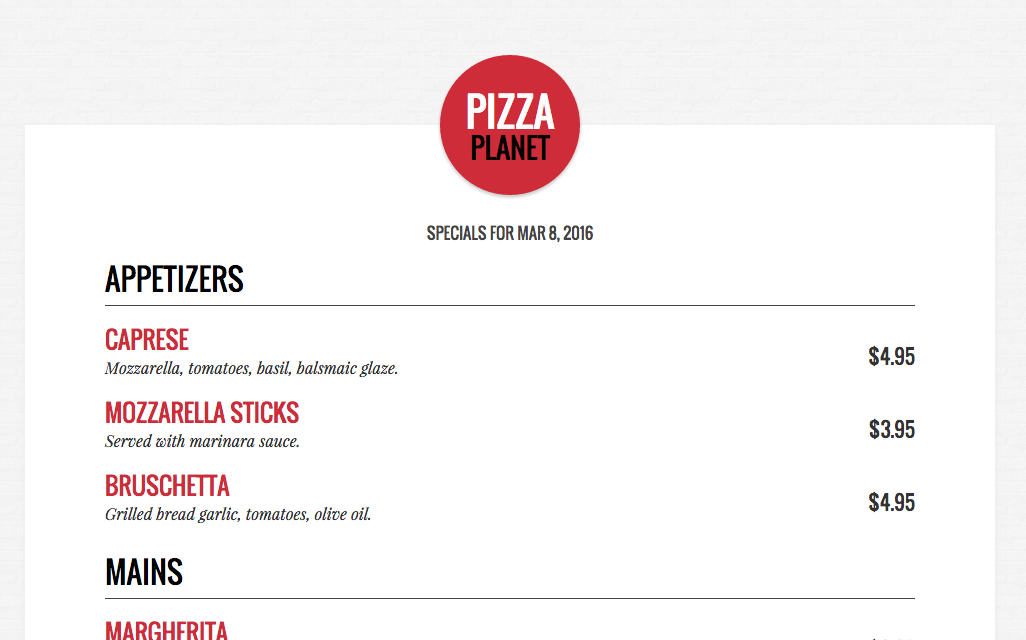 PIZZA
PLANET
SPECIALS FOR MAR 8, 2016
APPETIZERS
CAPRESE
Mozzarella, tomatoes, basil, balsmaic glaze.
$4.95
MOZZARELLA STICKS
Served with marinara sauce.
$3.95
BRUSCHETTA
Grilled bread garlic, tomatoes, olive oil.
$4.95
MAINS
MARGHERITA